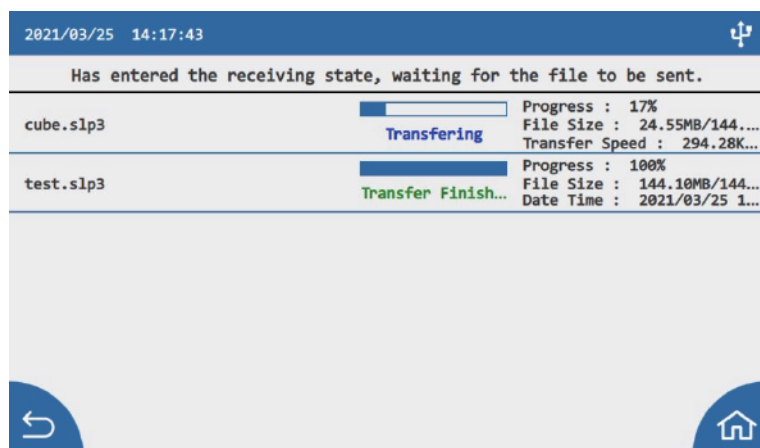 2021/03/25 14:17:43
Has entered the receiving state, waiting for the file to be sent.
cube.slp3
Transfering
Progress : 17%
File Size : 24.55MB/144....
Transfer Speed : 294.28K...
test.slp3
Transfer Finish...
Progress : 100%
File Size : 144.10MB/144...
Date Time : 2021/03/25 1...